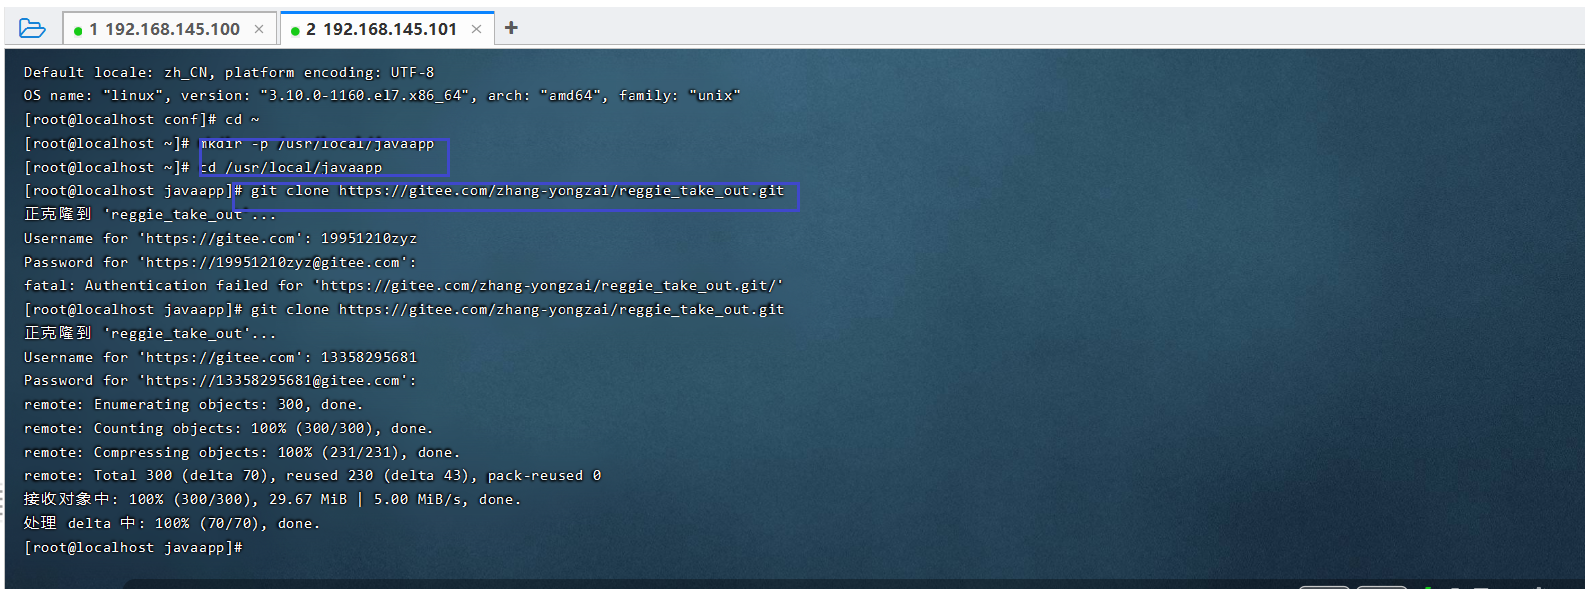 1 192.168.145.100 ×
2 192.168.145.101 × +
Default locale: zh_CN, platform encoding: UTF-8
OS name: "linux", version: "3.10.0-1160.el7.x86_64", arch: "amd64", family: "unix"
[root@localhost conf]# cd ~
[root@localhost ~]# mkdir -p /usr/local/javaapp
[root@localhost ~]# cd /usr/local/javaapp
[root@localhost javaapp]# git clone https://gitee.com/zhang-yongzai/reggie_take_out.git
正克隆到 'reggie_take_out'...
Username for 'https://gitee.com': 19951210zyz
Password for 'https://19951210zyz@gitee.com':
fatal: Authentication failed for 'https://gitee.com/zhang-yongzai/reggie_take_out.git/'
[root@localhost javaapp]# git clone https://gitee.com/zhang-yongzai/reggie_take_out.git
正克隆到 'reggie_take_out'...
Username for 'https://gitee.com': 13358295681
Password for 'https://13358295681@gitee.com':
remote: Enumerating objects: 300, done.
remote: Counting objects: 100% (300/300), done.
remote: Compressing objects: 100% (231/231), done.
remote: Total 300 (delta 70), reused 230 (delta 43), pack-reused 0
接收对象中: 100% (300/300), 29.67 MiB | 5.00 MiB/s, done.
处理 delta 中: 100% (70/70), done.
[root@localhost javaapp]#